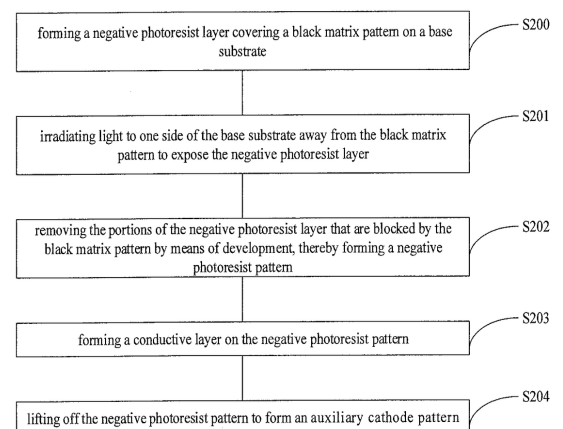 forming a negative photoresist layer covering a black matrix pattern on a base
substrate
S200
irradiating light to one side of the base substrate away from the black matrix
pattern to expose the negative photoresist layer
S201
removing the portions of the negative photoresist layer that are blocked by the
black matrix pattern by means of development, thereby forming a negative
photoresist pattern
S202
forming a conductive layer on the negative photoresist pattern
S203
lifting off the negative photoresist pattern to form an auxiliary cathode pattern
S204